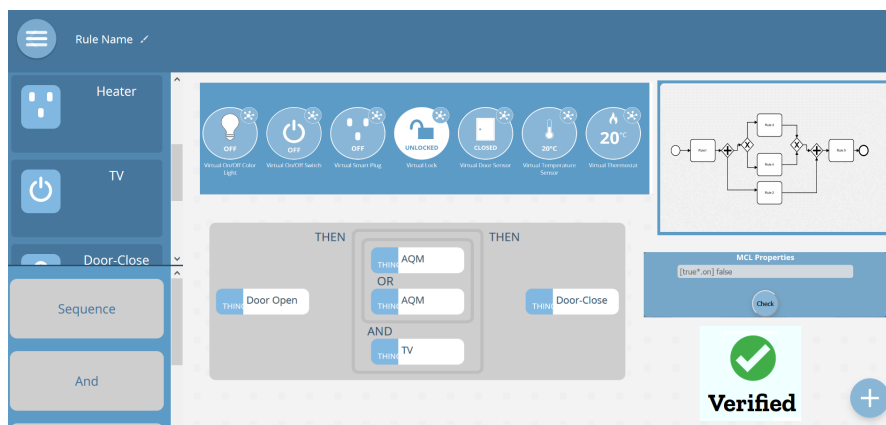 Rule Name
Heater
TV
Door-Close
Sequence
And
OFF
OFF
OFF
UNLOCKED
CLOSED
20°C
20°C
Virtual On/Off Color Light
Virtual On/Off Switch
Virtual Smart Plug
Virtual Lock
Virtual Door Sensor
Virtual Temperature Sensor
Virtual Thermostat
THEN
THEN
THING
AQM
OR
THING
Door Open
THING
AQM
THING
Door-Close
AND
THING
TV
MCL Properties
[true*.on] false
Check
Verified